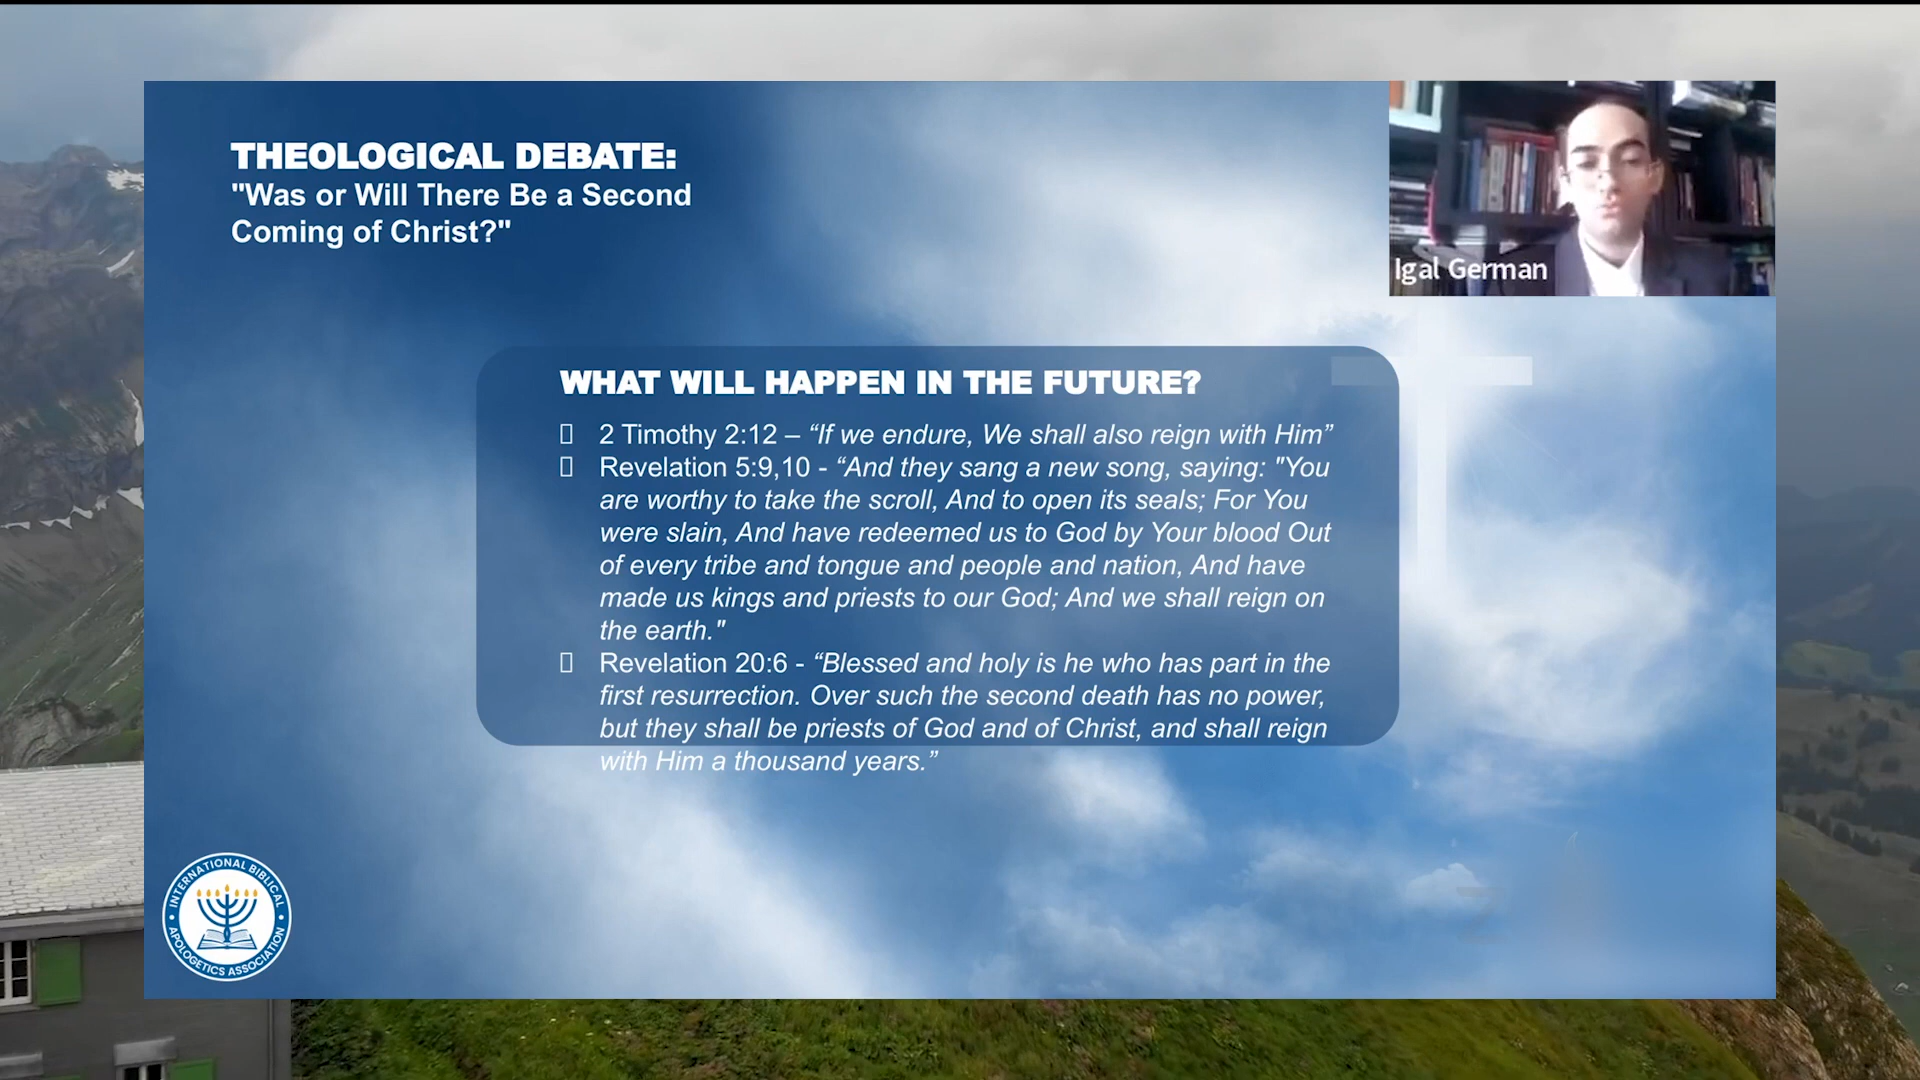 THEOLOGICAL DEBATE:
"Was or Will There Be a Second
Coming of Christ?"
Igal German
WHAT WILL HAPPEN IN THE FUTURE?
2 Timothy 2:12 – “If we endure, We shall also reign with Him”
Revelation 5:9,10 - “And they sang a new song, saying: "You
are worthy to take the scroll, And to open its seals; For You
were slain, And have redeemed us to God by Your blood Out
of every tribe and tongue and people and nation, And have
made us kings and priests to our God; And we shall reign on
the earth."
Revelation 20:6 - “Blessed and holy is he who has part in the
first resurrection. Over such the second death has no power,
but they shall be priests of God and of Christ, and shall reign
with Him a thousand years.”
INTERNATIONAL BIBLICAL
APOLOGETICS ASSOCIATION